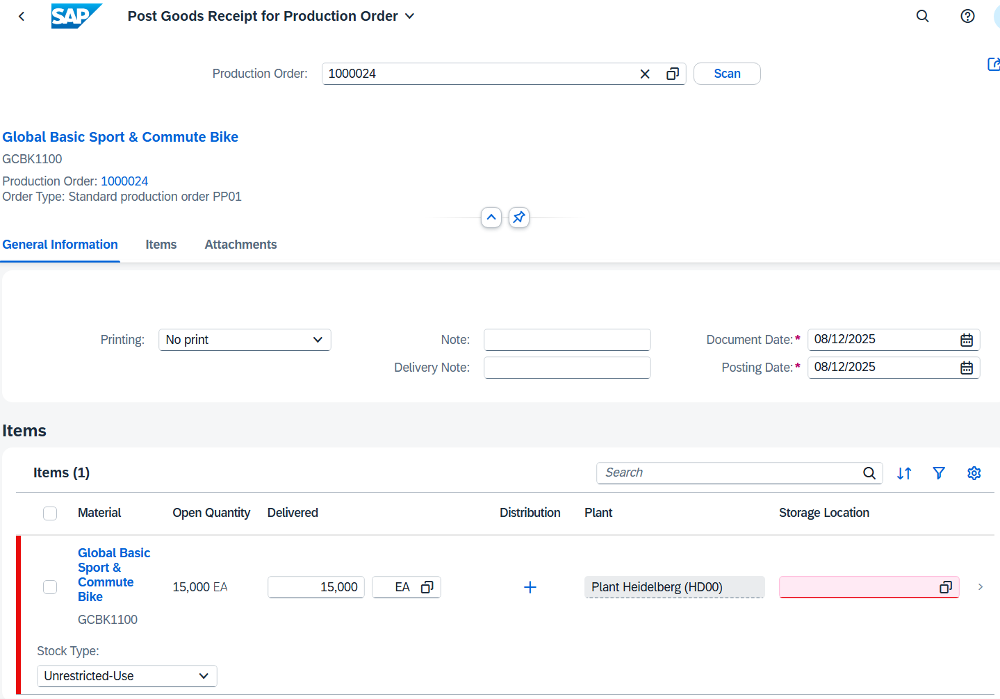 SAP
Post Goods Receipt for Production Order
Production Order: 1000024 Scan
Global Basic Sport & Commute Bike
GCBK1100
Production Order: 1000024
Order Type: Standard production order PP01
General Information Items Attachments
Printing: No print Note: Document Date:* 08/12/2025
Delivery Note: Posting Date:* 08/12/2025
Items
Items (1) Search
Material Open Quantity Delivered Distribution Plant Storage Location
Global Basic
Sport &
Commute
Bike
15,000 EA 15,000 EA Plant Heidelberg (HD00)
GCBK1100
Stock Type:
Unrestricted-Use